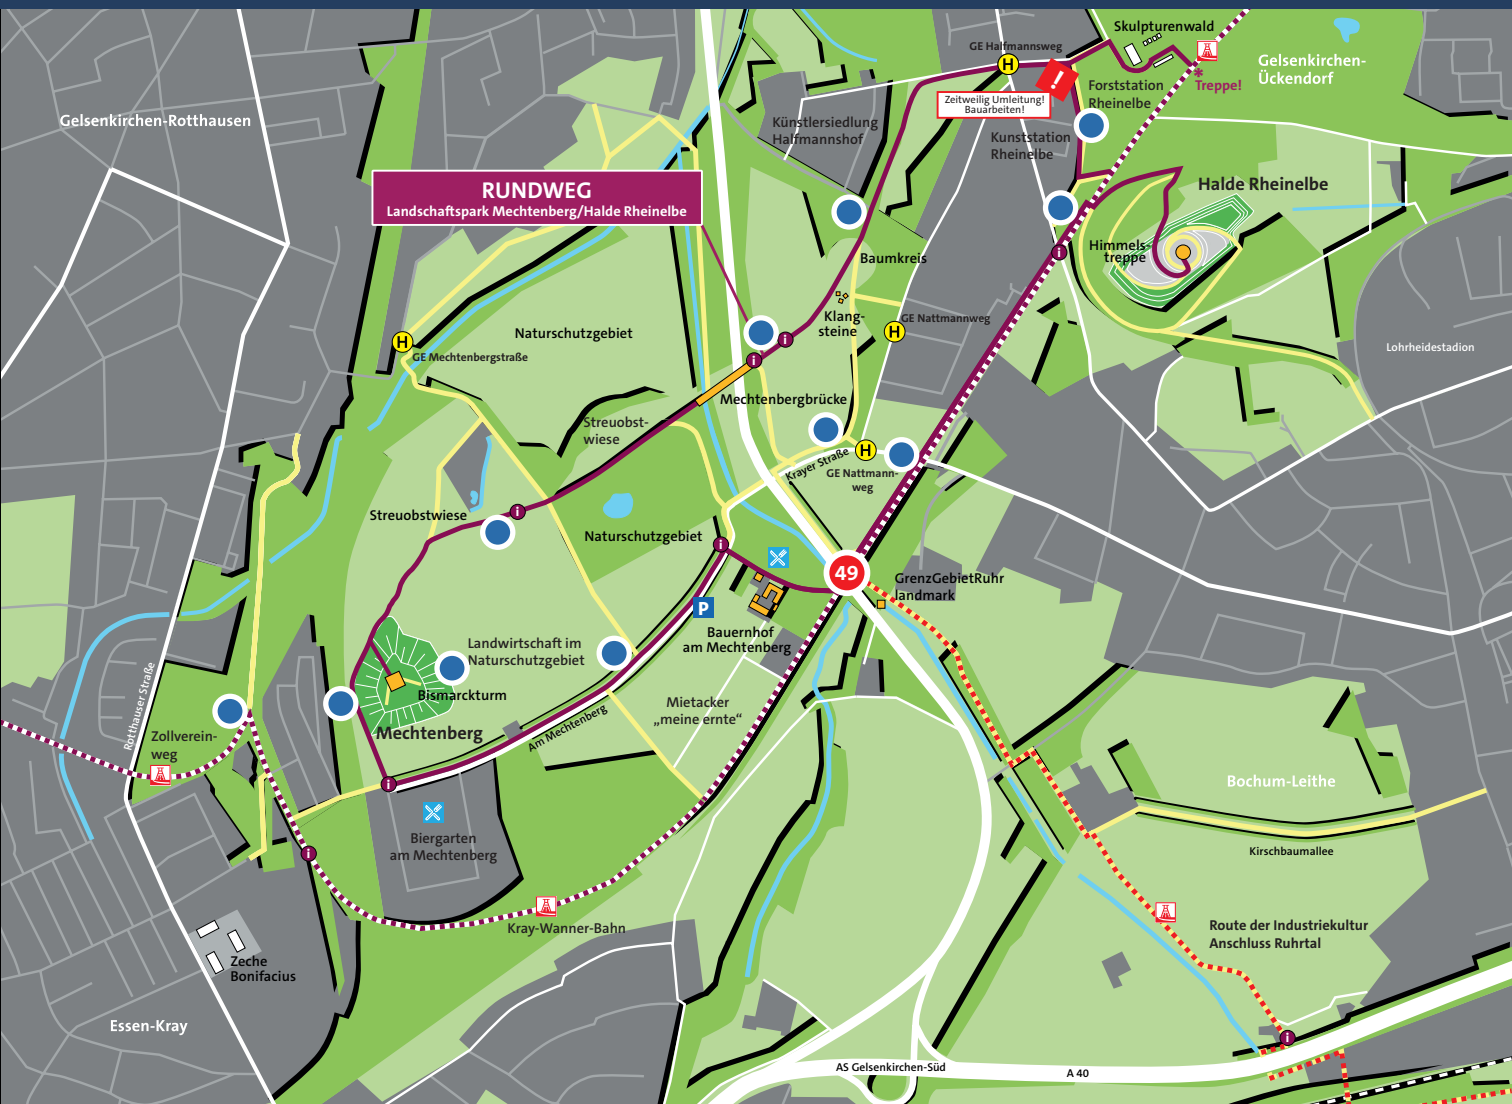 Skulpturenwald
GE Halfmannsweg
H
Gelsenkirchen-
Ückendorf
*
Treppe!
!
Zeitweilig Umleitung!
Bauarbeiten!
Forststation
Rheinelbe
Gelsenkirchen-Rotthausen
Künstlersiedlung
Halfmannshof
Kunststation
Rheinelbe
RUNDWEG
Landschaftspark Mechtenberg/Halde Rheinelbe
Halde Rheinelbe
Himmels-
treppe
i
Baumkreis
Klang-
steine
H
GE Nattmannweg
Naturschutzgebiet
H
GE Mechtenbergstraße
i
i
Lohrheidestadion
Mechtenbergbrücke
Streuobst-
wiese
Krayer Straße
H
GE Nattmann-
weg
Streuobstwiese
i
Naturschutzgebiet
i
49
GrenzGebietRuhr
landmark
P
Bauernhof
am Mechtenberg
Landwirtschaft im
Naturschutzgebiet
Bismarckturm
Mechtenberg
Mietacker
„meine ernte“
Am Mechtenberg
Rotthauser Straße
Zollverein-
weg
i
Bochum-Leithe
Biergarten
am Mechtenberg
i
Kirschbaumallee
Kray-Wanner-Bahn
Route der Industriekultur
Anschluss Ruhrtal
Zeche
Bonifacius
Essen-Kray
i
AS Gelsenkirchen-Süd
A 40